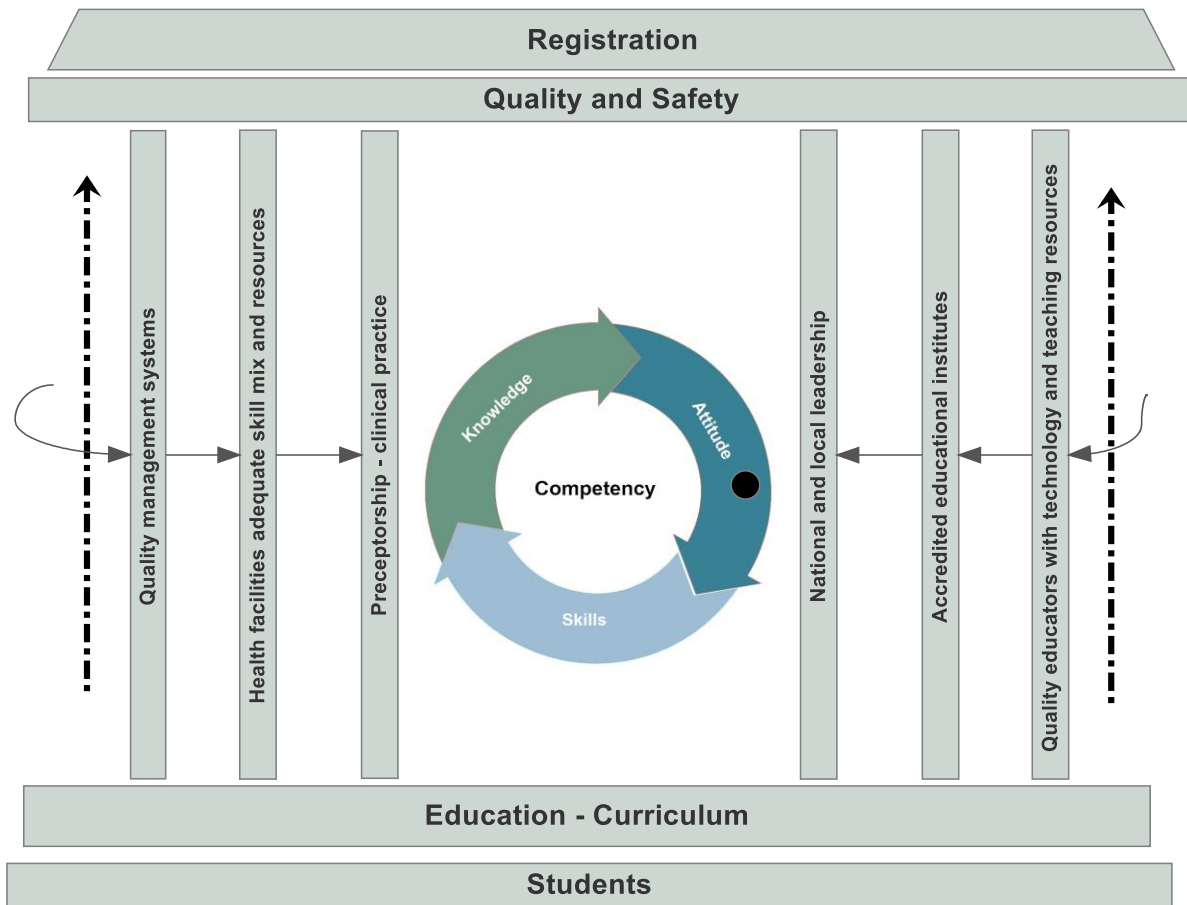 Registration
Quality and Safety
Quality management systems
Health facilities adequate skill mix and resources
Preceptorship - clinical practice
Knowledge
Attitude
Competency
Skills
National and local leadership
Accredited educational institutes
Quality educators with technology and teaching resources
Education - Curriculum
Students